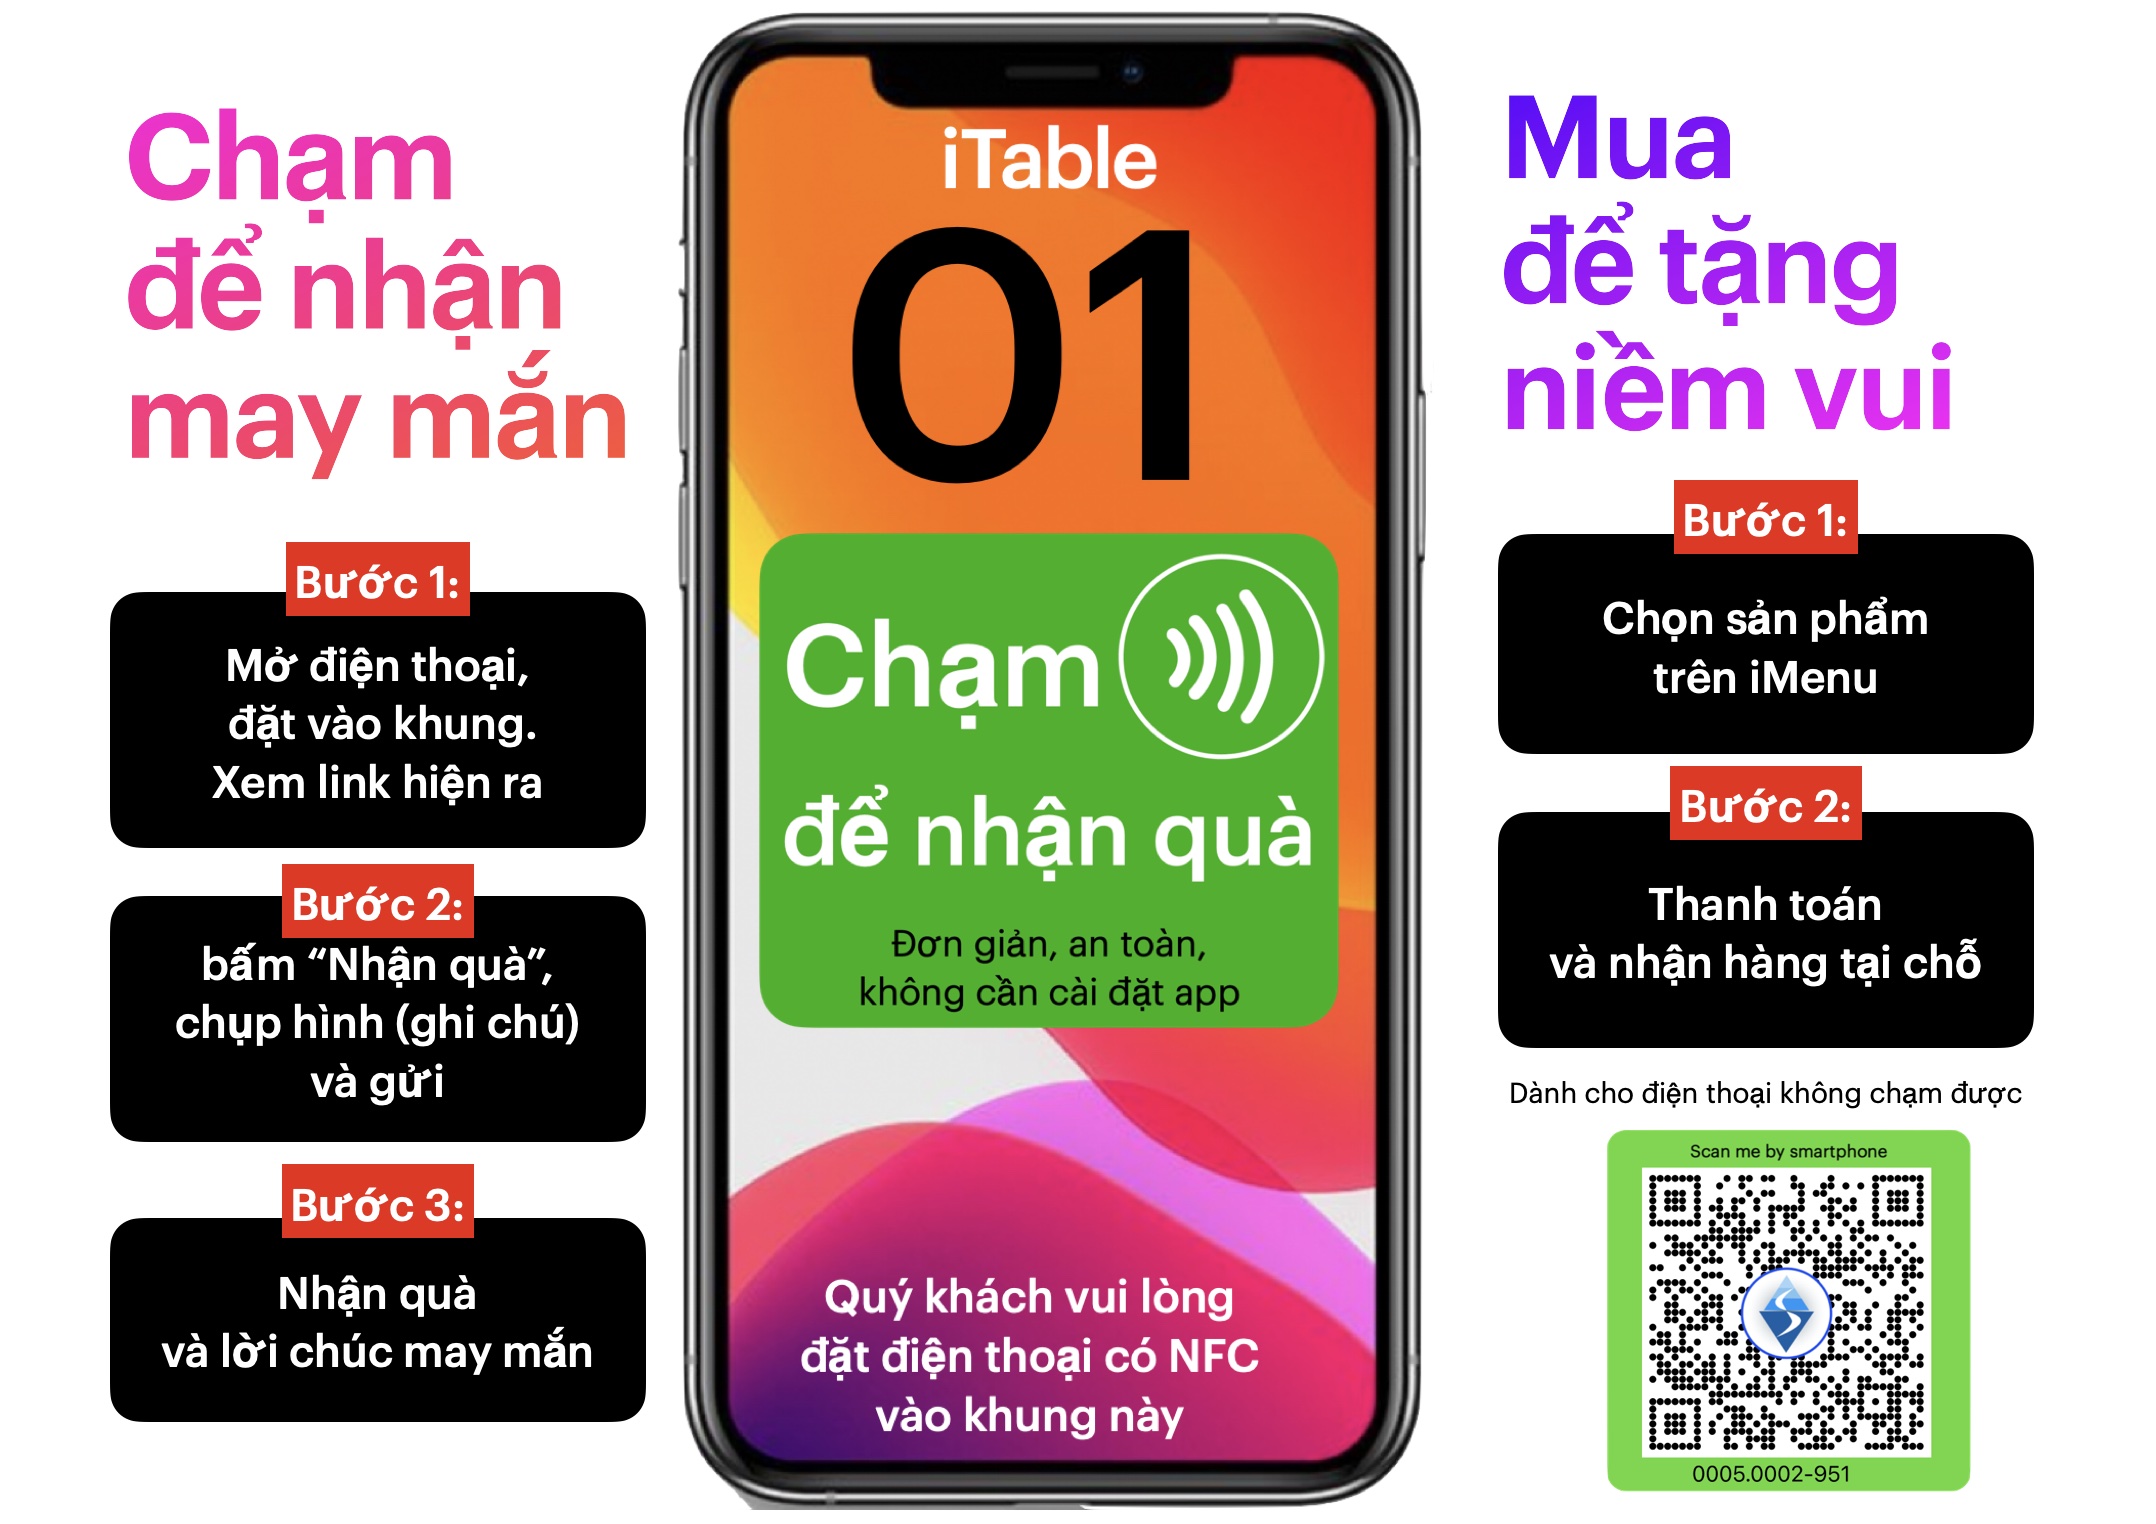 Chạm
để nhận
may mắn
Bước 1:
Mở điện thoại,
đặt vào khung.
Xem link hiện ra
Bước 2:
bấm “Nhận quà”,
chụp hình (ghi chú)
và gửi
Bước 3:
Nhận quà
và lời chúc may mắn
iTable
01
Chạm
để nhận quà
Đơn giản, an toàn,
không cần cài đặt app
Quý khách vui lòng
đặt điện thoại có NFC
vào khung này
Mua
để tặng
niềm vui
Bước 1:
Chọn sản phẩm
trên iMenu
Bước 2:
Thanh toán
và nhận hàng tại chỗ
Dành cho điện thoại không chạm được
Scan me by smartphone
0005.0002-951